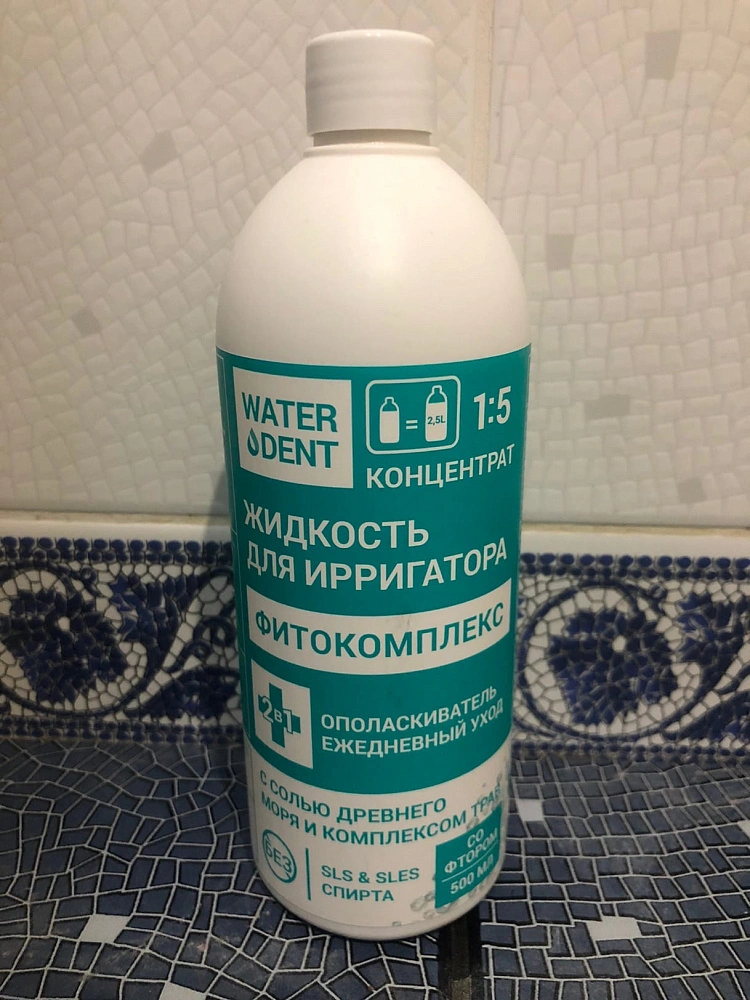 WATER
DENT
= 2,5L
1:5
КОНЦЕНТРАТ
ЖИДКОСТЬ
ДЛЯ ИРРИГАТОРА
ФИТОКОМПЛЕКС
2в1
ОПОЛАСКИВАТЕЛЬ
ЕЖЕДНЕВНЫЙ УХОД
С СОЛЬЮ ДРЕВНЕГО
МОРЯ И КОМПЛЕКСОМ ТРАВ
БЕЗ
SLS & SLES
СПИРТА
СО
ФТОРОМ
500 МЛ